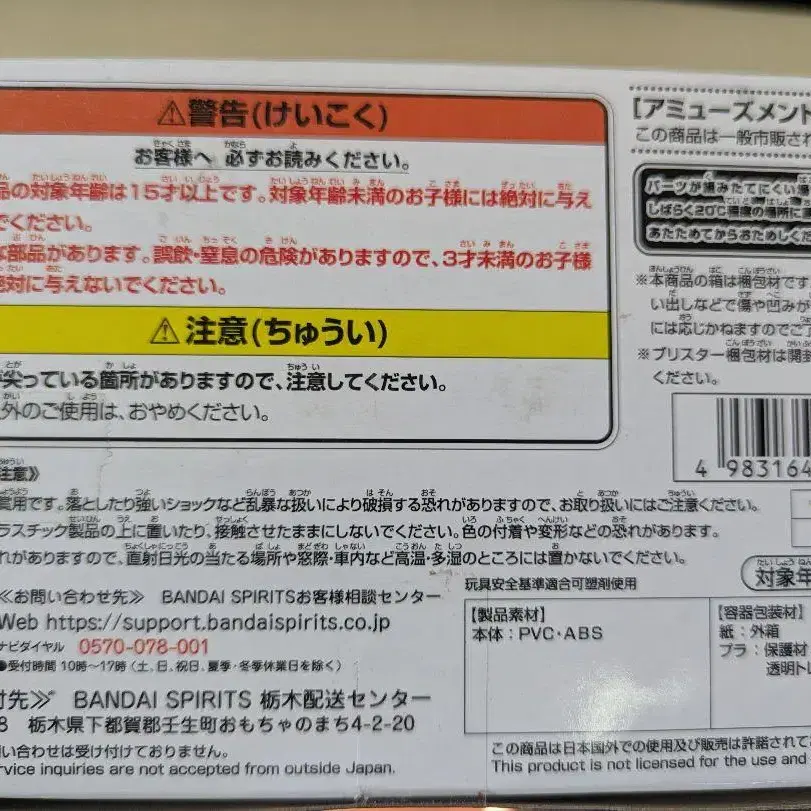 ⚠警告(けいこく)
お客様へ 必ずお読みください。
品の対象年齢は15才以上です。対象年齢未満のお子様には絶対に与え
でください。
な部品があります。誤飲・窒息の危険がありますので、3才未満のお子様
絶対に与えないでください。
⚠注意(ちゅうい)
尖っている箇所がありますので、注意してください。
外のご使用は、おやめください。
注意》
賞用です。落としたり強いショックなど乱暴な扱いにより破損する恐れがありますので、お取り扱いにはご注意ください。
ラスチック製品の上に置いたり、接触させたままにしないでください。色の付着や変形などの恐れがあります。
れがありますので、直射日光の当たる場所や窓際・車内など高温・多湿のところには置かないでください。
≪お問い合わせ先≫ BANDAI SPIRITSお客様相談センター
Web https://support.bandaispirits.co.jp
ナビダイヤル 0570-078-001
●受付時間 10時〜17時(土、日、祝日、夏季・冬季休業日を除く)
付先≫ BANDAI SPIRITS 栃木配送センター
8 栃木県下都賀郡壬生町おもちゃのまち4-2-20
問い合わせは受け付けておりません。
rvice inquiries are not accepted from outside Japan.
【アミューズメント
この商品は一般市販され
パーツが組みたてにくい
しばらく20℃程度の場所に
あたためてからおためしくだ
※本商品の箱は梱包材です
い出しなどで傷や凹みが
には応じかねますのでご
※ブリスター梱包材は開封
ください。
4 983164
対象年
玩具安全基準適合可塑剤使用
【製品素材】
本体:PVC・ABS
【容器包装材】
紙:外箱
プラ:保護材
透明ト
この商品は日本国外での使用及び販売は許諾されて
This product is not licensed for the use and